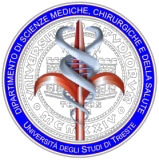 DIPARTIMENTO DI SCIENZE MEDICHE, CHIRURGICHE E DELLA SALUTE
UNIVERSITÀ DEGLI STUDI DI TRIESTE